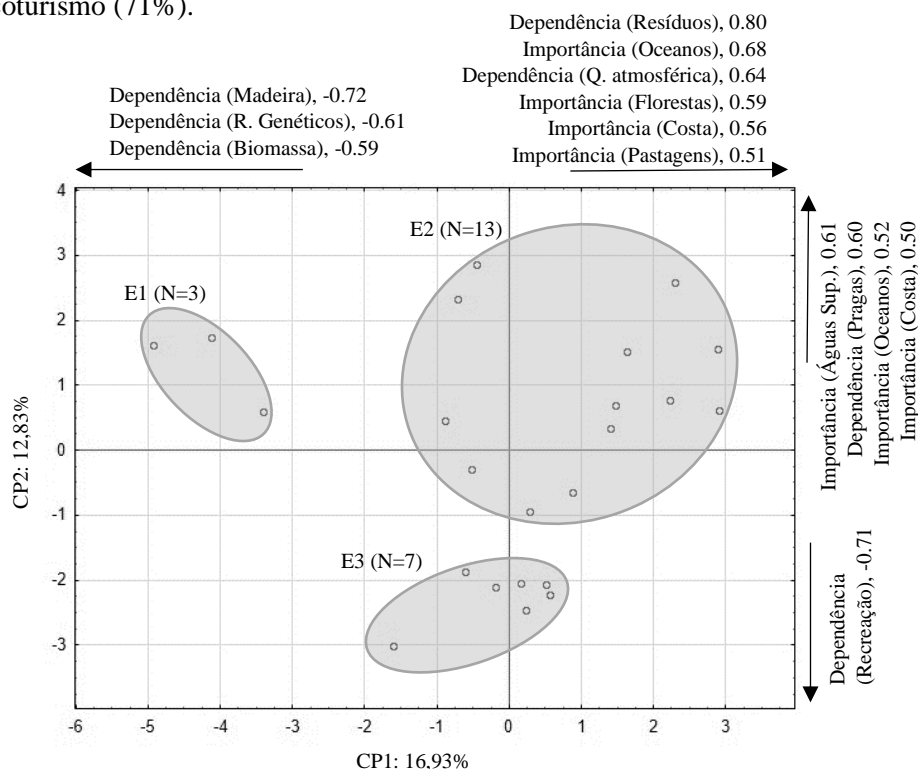 coturismo (71%).
Dependência (Resíduos), 0.80
Importância (Oceanos), 0.68
Dependência (Q. atmosférica), 0.64
Importância (Florestas), 0.59
Importância (Costa), 0.56
Importância (Pastagens), 0.51
Dependência (Madeira), -0.72
Dependência (R. Genéticos), -0.61
Dependência (Biomassa), -0.59
E2 (N=13)
E1 (N=3)
E3 (N=7)
4
3
2
1
0
-1
-2
-3
CP2: 12,83%
Importância (Águas Sup.), 0.61
Dependência (Pragas), 0.60
Importância (Oceanos), 0.52
Importância (Costa), 0.50
Dependência
(Recreação), -0.71
-6 -5 -4 -3 -2 -1 0 1 2 3
CP1: 16,93%